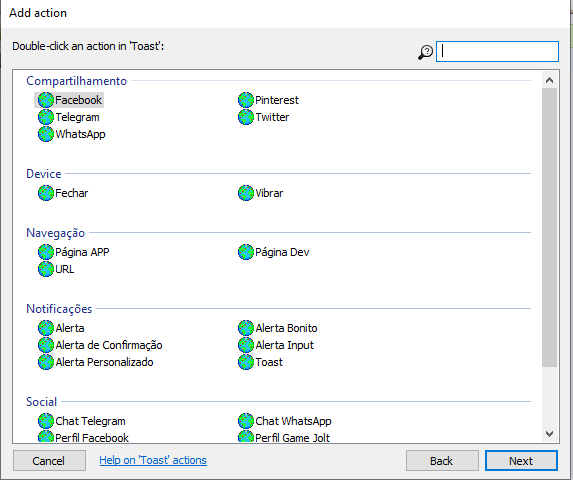 Add action
Double-click an action in 'Toast':
Compartilhamento
Facebook Pinterest
Telegram Twitter
WhatsApp
Device
Fechar Vibrar
Navegação
Página APP Página Dev
URL
Notificações
Alerta Alerta Bonito
Alerta de Confirmação Alerta Input
Alerta Personalizado Toast
Social
Chat Telegram Chat WhatsApp
Perfil Facebook Perfil Game Jolt
Cancel Help on 'Toast' actions Back Next